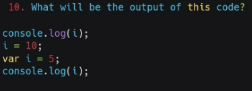 10. What will be the output of this code?
console.log(i);
i = 10;
var i = 5;
console.log(i);